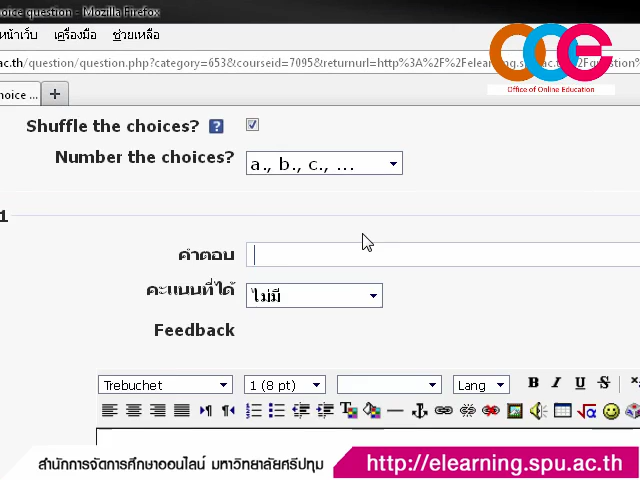 oice question - Mozilla Firefox
หน้าเว็บ เครื่องมือ ช่วยเหลือ
ac.th/question/question.php?category=653&courseid=7095&returnurl=http%3A%2F%2Felearning.spu.ac.t %2Fquestion%
OOE
Office of Online Education
hoice ... +
Shuffle the choices? ?
Number the choices? a., b., c., ...
1
คำตอบ
คะแนนที่ได้ ไม่มี
Feedback
Trebuchet 1 (8 pt) Lang B I U S
สำนักการจัดการศึกษาออนไลน์ มหาวิทยาลัยศรีปทุม http://elearning.spu.ac.th